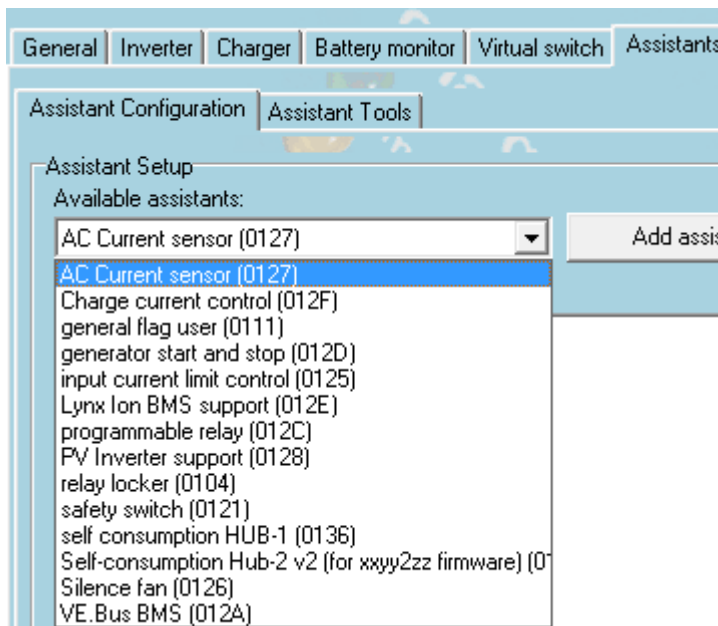 General Inverter Charger Battery monitor Virtual switch Assistants
Assistant Configuration Assistant Tools
Assistant Setup
Available assistants:
AC Current sensor (0127)
Add assis
AC Current sensor (0127)
Charge current control (012F)
general flag user (0111)
generator start and stop (012D)
input current limit control (0125)
Lynx Ion BMS support (012E)
programmable relay (012C)
PV Inverter support (0128)
relay locker (0104)
safety switch (0121)
self consumption HUB-1 (0136)
Self-consumption Hub-2 v2 (for xxyy2zz firmware) (0
Silence fan (0126)
VE.Bus BMS (012A)